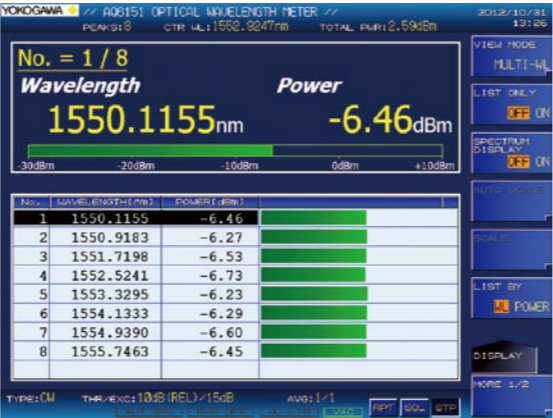 YOKOGAWA // AQ6151 OPTICAL WAVELENGTH METER // 2012/10/31
PEAKS:8 CTR WL:1552.9247nm TOTAL PWR:2.59dBm 13:26
No. = 1 / 8
Wavelength Power
1550.1155nm -6.46dBm
-30dBm -20dBm -10dBm 0dBm +10dBm
No. WAVELENGTH[nm] POWER[dBm]
1 1550.1155 -6.46
2 1550.9183 -6.27
3 1551.7198 -6.53
4 1552.5241 -6.73
5 1553.3295 -6.23
6 1554.1333 -6.29
7 1554.9390 -6.60
8 1555.7463 -6.45
TYPE:CW THR/EXC:10dB(REL)/15dB AVG:1/1
VAC RPT SGL STP
VIEW MODE
MULTI-WL
LIST ONLY
OFF ON
SPECTRUM
DISPLAY
OFF ON
AUTO SCALE
SCALE
LIST BY
WL POWER
DISPLAY
MORE 1/2